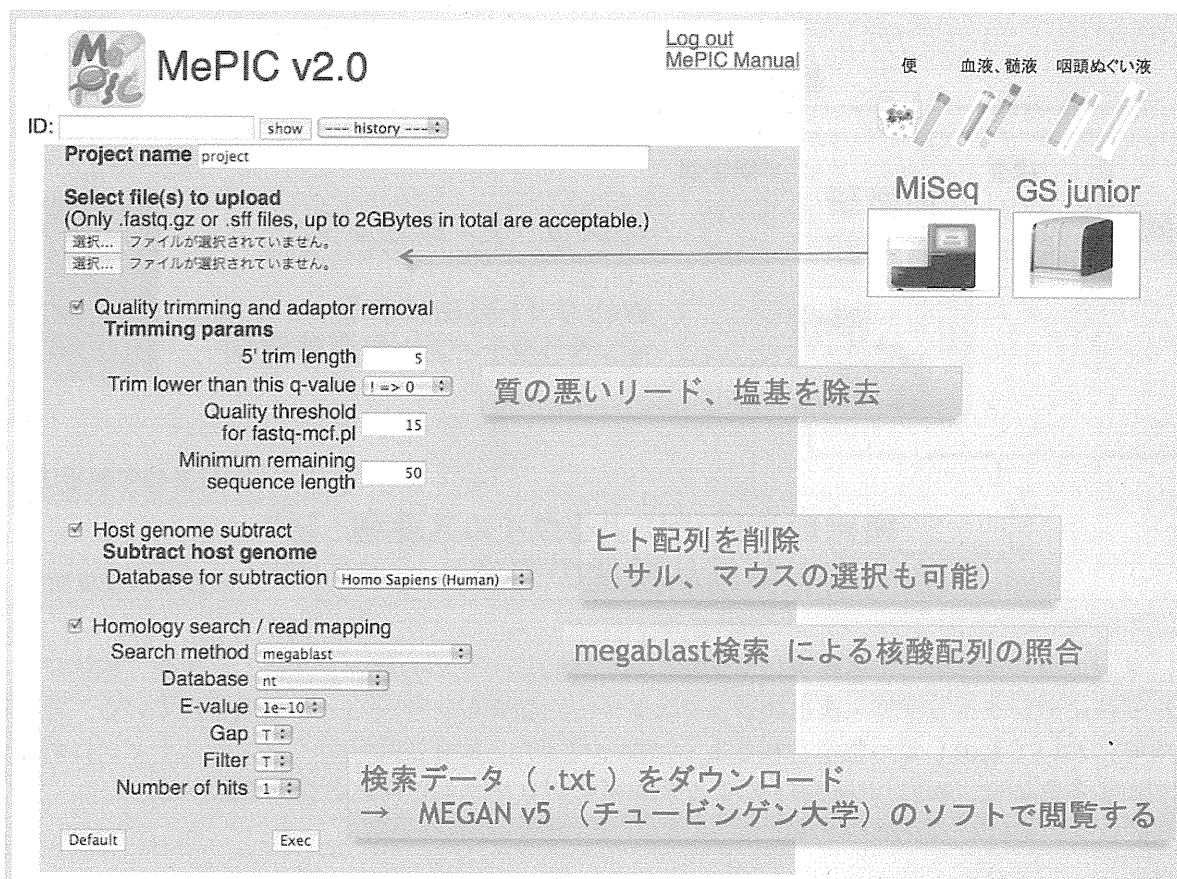 MePIC
MePIC v2.0
Log out
MePIC Manual
便 血液、髄液 咽頭ぬぐい液
ID: show --- history ---
Project name project
MiSeq GS junior
Select file(s) to upload
(Only .fastq.gz or .sff files, up to 2GBytes in total are acceptable.)
選択... ファイルが選択されていません。
選択... ファイルが選択されていません。
Quality trimming and adaptor removal
Trimming params
5' trim length 5
Trim lower than this q-value ! => 0
質の悪いリード、塩基を除去
Quality threshold
for fastq-mcf.pl 15
Minimum remaining
sequence length 50
Host genome subtract
Subtract host genome
Database for subtraction Homo Sapiens (Human)
ヒト配列を削除
（サル、マウスの選択も可能）
Homology search / read mapping
Search method megablast
megablast検索 による核酸配列の照合
Database nt
E-value 1e-10
Gap T
Filter T
Number of hits 1
検索データ（ .txt ）をダウンロード
→ MEGAN v5 （チュービンゲン大学）のソフトで閲覧する
Default Exec